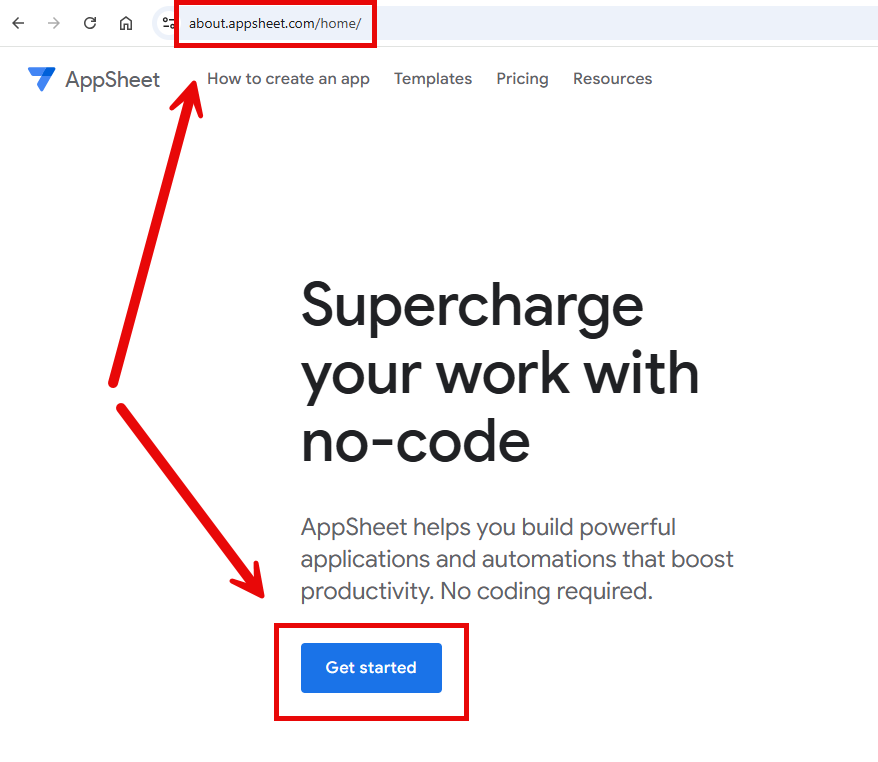 about.appsheet.com/home/
AppSheet How to create an app Templates Pricing Resources
Supercharge
your work with
no-code
AppSheet helps you build powerful
applications and automations that boost
productivity. No coding required.
Get started